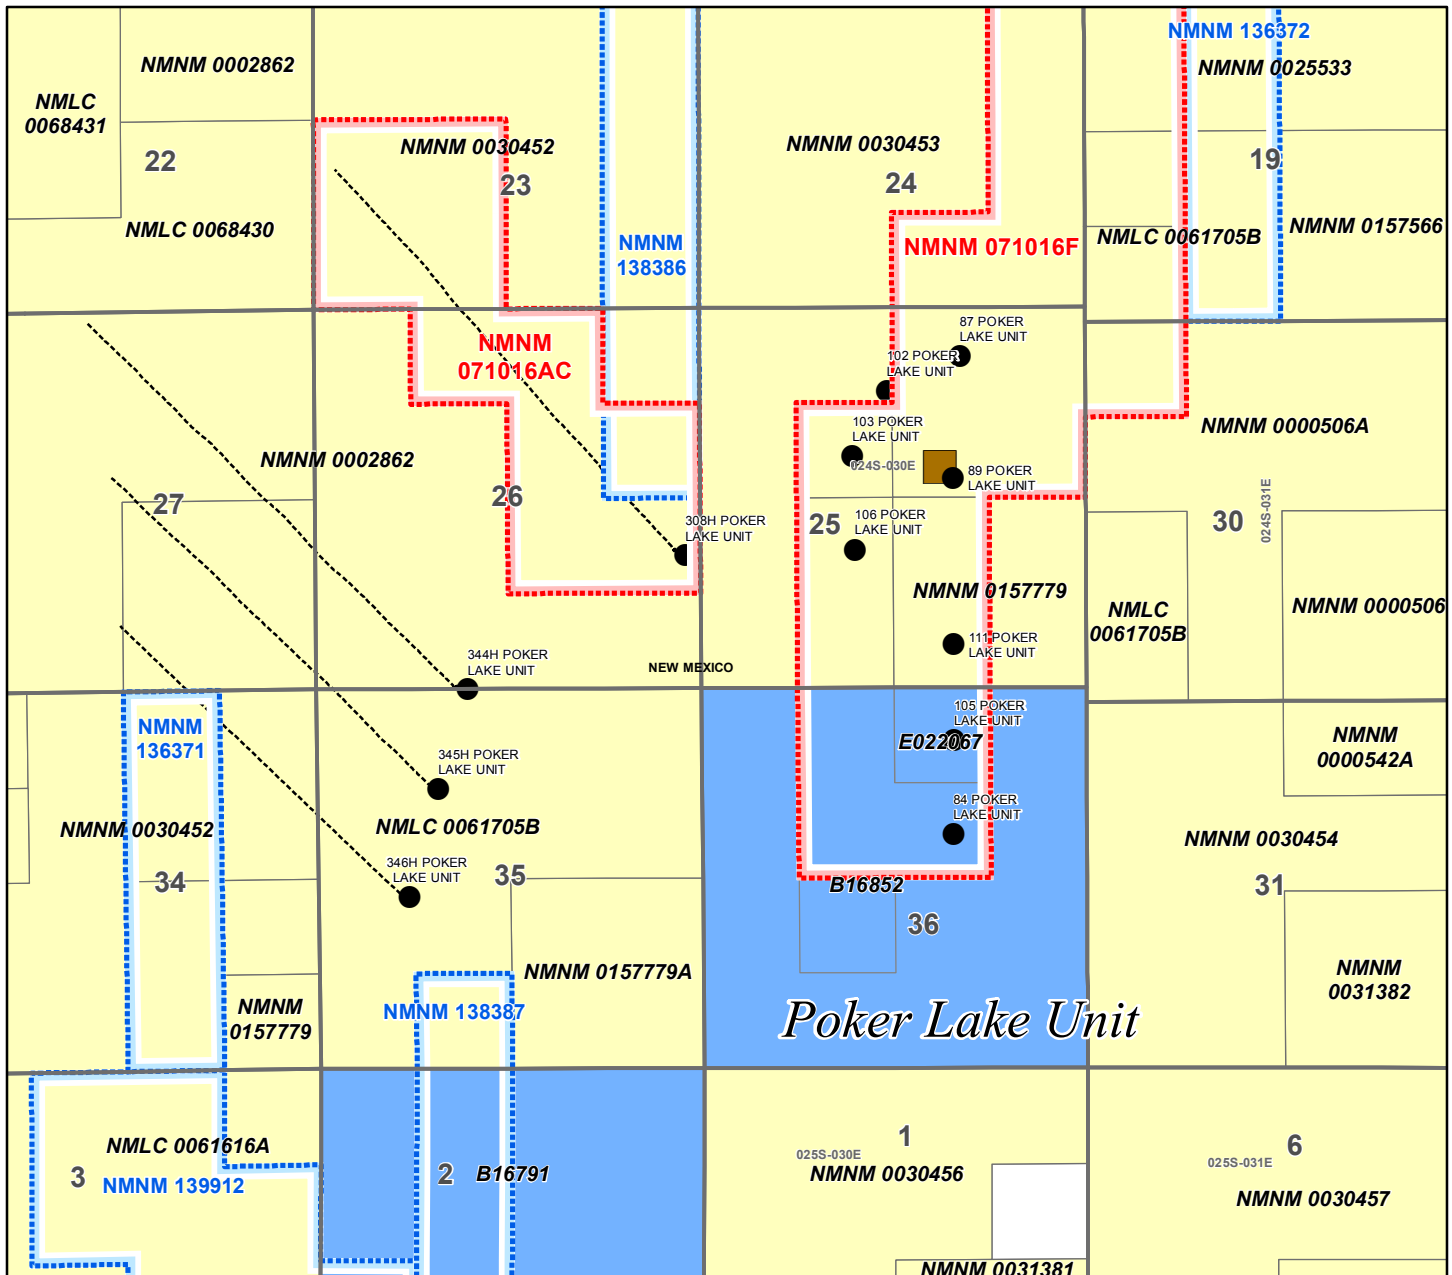 NMNM 136372
NMNM 0002862
NMNM 0025533
NMLC
0068431
NMNM 0030452
NMNM 0030453
22
23
24
19
NMLC 0068430
NMNM
138386
NMNM 071016F
NMLC 0061705B
NMNM 0157566
87 POKER
LAKE UNIT
NMNM
071016AC
102 POKER
LAKE UNIT
103 POKER
LAKE UNIT
NMNM 0000506A
NMNM 0002862
024S-030E
89 POKER
LAKE UNIT
27
26
308H POKER
LAKE UNIT
25
106 POKER
LAKE UNIT
30
024S-031E
NMNM 0157779
NMLC
0061705B
NMNM 0000506
111 POKER
LAKE UNIT
344H POKER
LAKE UNIT
NEW MEXICO
NMNM
136371
105 POKER
LAKE UNIT
E022067
NMNM
0000542A
345H POKER
LAKE UNIT
84 POKER
LAKE UNIT
NMNM 0030452
NMLC 0061705B
NMNM 0030454
346H POKER
LAKE UNIT
34
35
B16852
31
36
NMNM 0157779A
NMNM
0031382
NMNM
0157779
NMNM 138387
Poker Lake Unit
NMLC 0061616A
1
025S-030E
6
025S-031E
3
NMNM 139912
2
B16791
NMNM 0030456
NMNM 0030457
NMNM 0031381